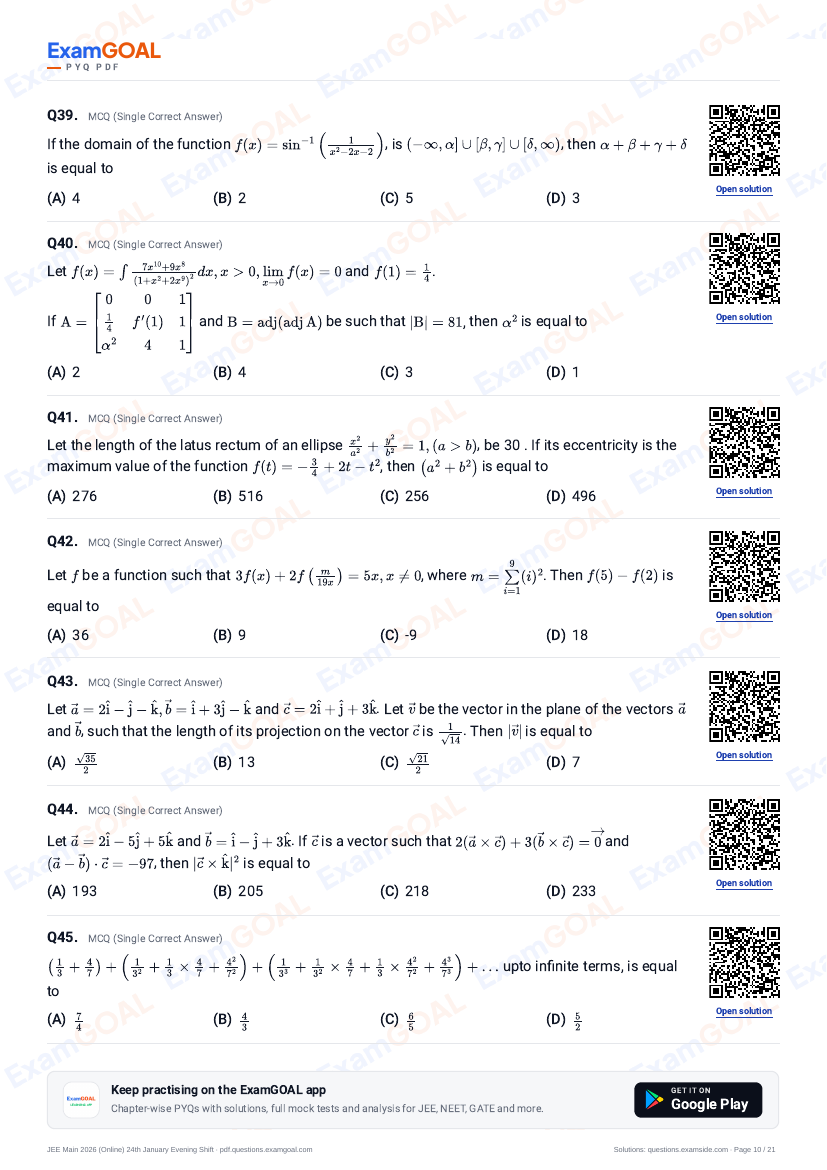 ExamGOAL
PYQ PDF
Q39. MCQ (Single Correct Answer)
If the domain of the function f(x) = sin⁻¹ (1/(x²−2x−2)), is (−∞, α] ∪ [β, γ] ∪ [δ, ∞), then α + β + γ + δ
is equal to
(A) 4 (B) 2 (C) 5 (D) 3
Open solution
Q40. MCQ (Single Correct Answer)
Let f(x) = ∫ (7x¹⁰+9x⁸)/(1+x²+2x⁹)² dx, x > 0, lim x→0 f(x) = 0 and f(1) = 1/4.
If A = [0 0 1; 1/4 f′(1) 1; α² 4 1] and B = adj(adj A) be such that |B| = 81, then α² is equal to
(A) 2 (B) 4 (C) 3 (D) 1
Open solution
Q41. MCQ (Single Correct Answer)
Let the length of the latus rectum of an ellipse x²/a² + y²/b² = 1, (a > b), be 30 . If its eccentricity is the
maximum value of the function f(t) = −3/4 + 2t − t², then (a² + b²) is equal to
(A) 276 (B) 516 (C) 256 (D) 496
Open solution
Q42. MCQ (Single Correct Answer)
Let f be a function such that 3f(x) + 2f (m/19x) = 5x, x ≠ 0, where m = ∑ i=1 9 (i)². Then f(5) − f(2) is
equal to
(A) 36 (B) 9 (C) -9 (D) 18
Open solution
Q43. MCQ (Single Correct Answer)
Let a⃗ = 2î − ĵ − k̂, b⃗ = î + 3ĵ − k̂ and c⃗ = 2î + ĵ + 3k̂. Let v⃗ be the vector in the plane of the vectors a⃗
and b⃗, such that the length of its projection on the vector c⃗ is 1/√14. Then |v⃗| is equal to
(A) √35/2 (B) 13 (C) √21/2 (D) 7
Open solution
Q44. MCQ (Single Correct Answer)
Let a⃗ = 2î − 5ĵ + 5k̂ and b⃗ = î − ĵ + 3k̂. If c⃗ is a vector such that 2(a⃗ × c⃗) + 3(b⃗ × c⃗) = 0⃗ and
(a⃗ − b⃗) · c⃗ = −97, then |c⃗ × k̂|² is equal to
(A) 193 (B) 205 (C) 218 (D) 233
Open solution
Q45. MCQ (Single Correct Answer)
(1/3 + 4/7) + (1/3² + 1/3 × 4/7 + 4²/7²) + (1/3³ + 1/3² × 4/7 + 1/3 × 4²/7² + 4³/7³) + … upto infinite terms, is equal
to
(A) 7/4 (B) 4/3 (C) 6/5 (D) 5/2
Open solution
ExamGOAL
Keep practising on the ExamGOAL app
Chapter-wise PYQs with solutions, full mock tests and analysis for JEE, NEET, GATE and more.
GET IT ON
Google Play
JEE Main 2026 (Online) 24th January Evening Shift · pdf.questions.examgoal.com
Solutions: questions.examside.com · Page 10 / 21